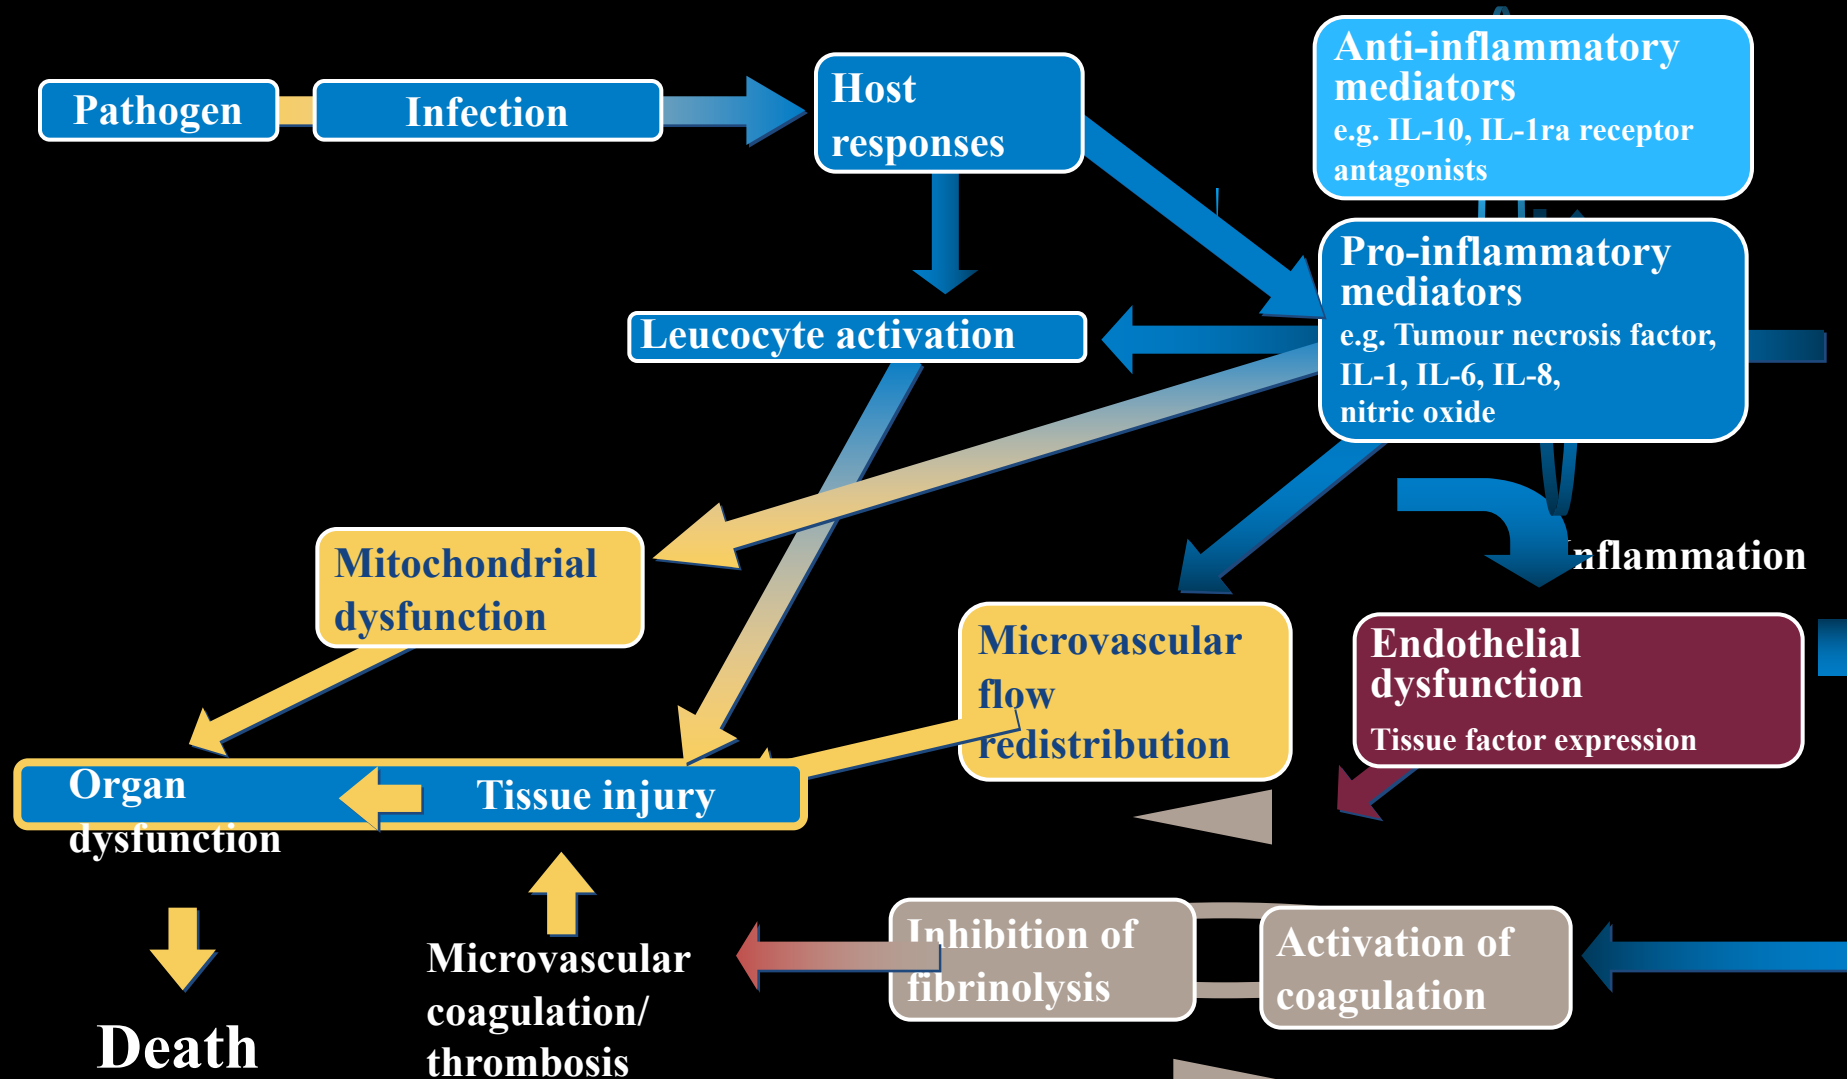 Pathogen
Infection
Host
responses
Anti-inflammatory
mediators
e.g. IL-10, IL-1ra receptor
antagonists
Pro-inflammatory
mediators
e.g. Tumour necrosis factor,
IL-1, IL-6, IL-8,
nitric oxide
Leucocyte activation
Inflammation
Mitochondrial
dysfunction
Microvascular
flow
redistribution
Endothelial
dysfunction
Tissue factor expression
Organ
dysfunction
Tissue injury
Inhibition of
fibrinolysis
Activation of
coagulation
Microvascular
coagulation/
thrombosis
Death